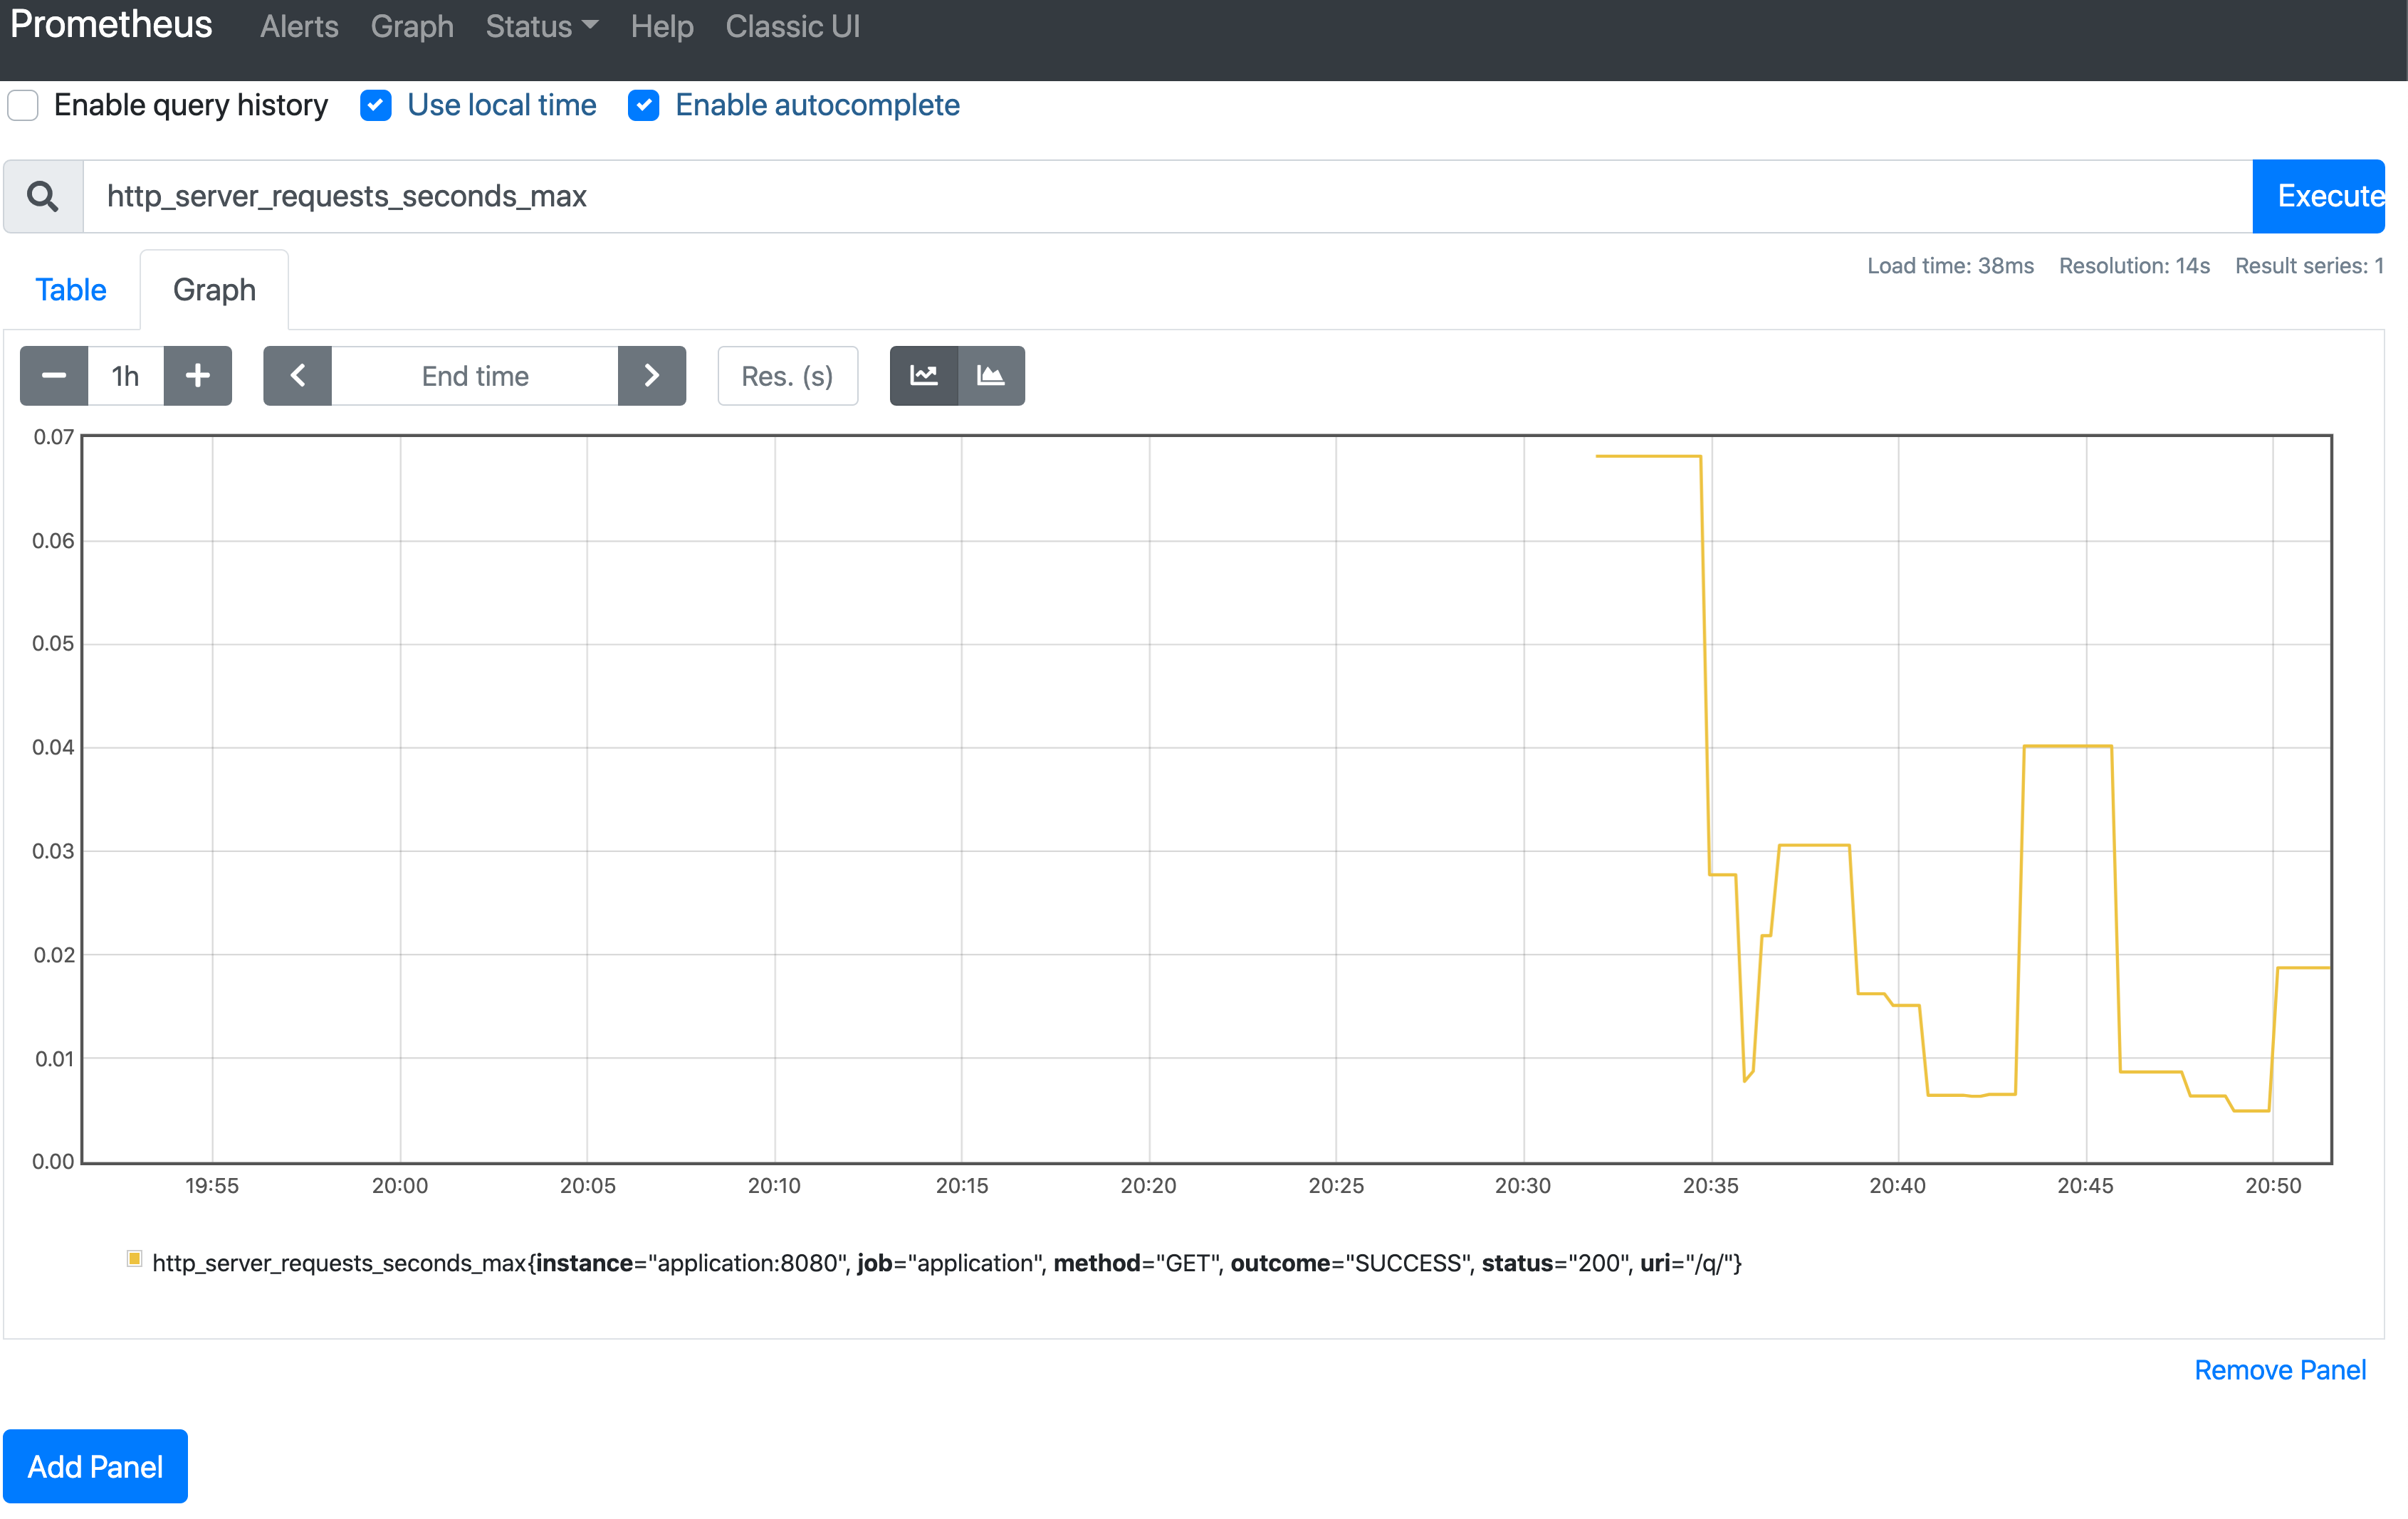 Prometheus Alerts Graph Status Help Classic UI
Enable query history Use local time Enable autocomplete
http_server_requests_seconds_max Execute
Load time: 38ms Resolution: 14s Result series: 1
Table Graph
1h End time Res. (s)
0.07
0.06
0.05
0.04
0.03
0.02
0.01
0.00
19:55 20:00 20:05 20:10 20:15 20:20 20:25 20:30 20:35 20:40 20:45 20:50
http_server_requests_seconds_max{instance="application:8080", job="application", method="GET", outcome="SUCCESS", status="200", uri="/q/"}
Remove Panel
Add Panel